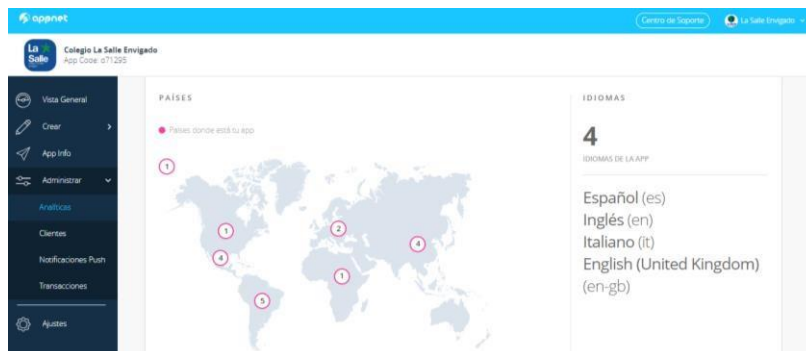 appnet
Centro de Soporte
La Salle Envigado
La Salle
Colegio La Salle Envigado
App Code: o71295
Vista General
Crear
App Info
Administrar
Analíticas
Clientes
Notificaciones Push
Transacciones
Ajustes
PAÍSES
Países donde está tu app
1
1
2
4
4
1
5
IDIOMAS
4
IDIOMAS DE LA APP
Español (es)
Inglés (en)
Italiano (it)
English (United Kingdom)
(en-gb)